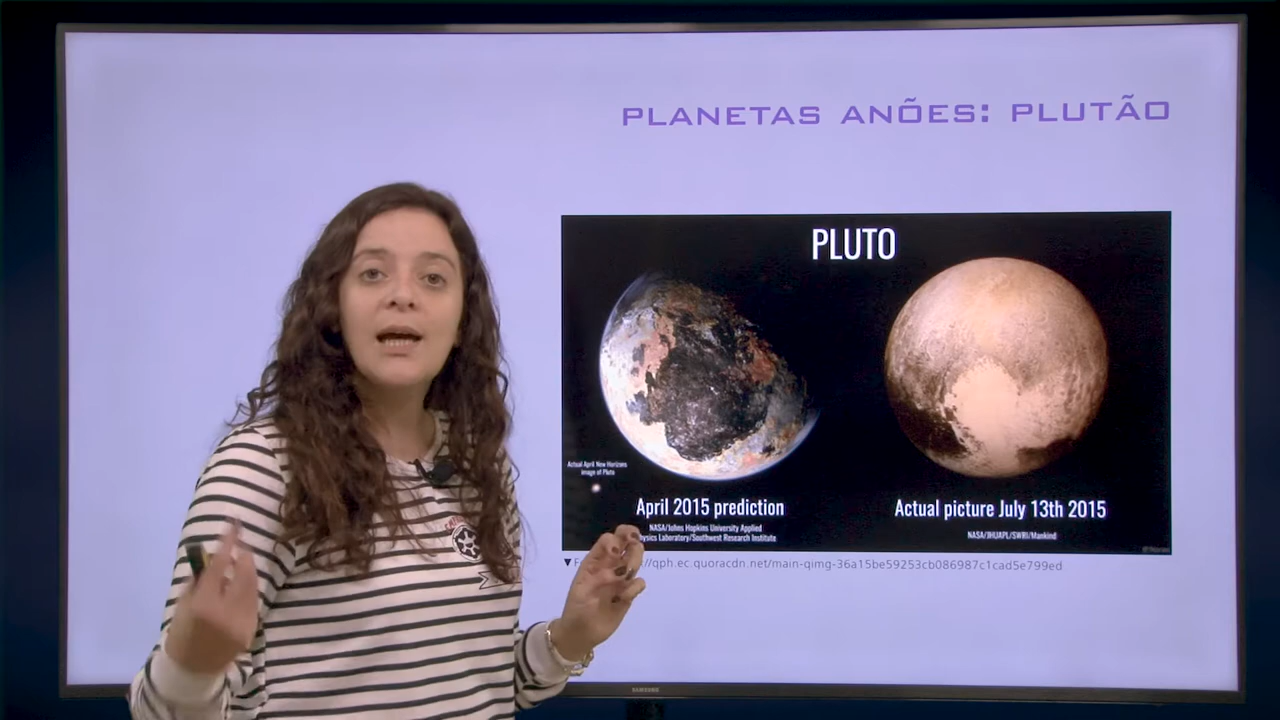 PLANETAS ANÕES: PLUTÃO
PLUTO
Actual April New Horizons
image of Pluto
April 2015 prediction
NASA/Johns Hopkins University Applied
Physics Laboratory/Southwest Research Institute
Actual picture July 13th 2015
NASA/JHUAPL/SWRI/Mankind
//qph.ec.quoracdn.net/main-qimg-36a15be59253cb086987c1cad5e799ed
SAMSUNG